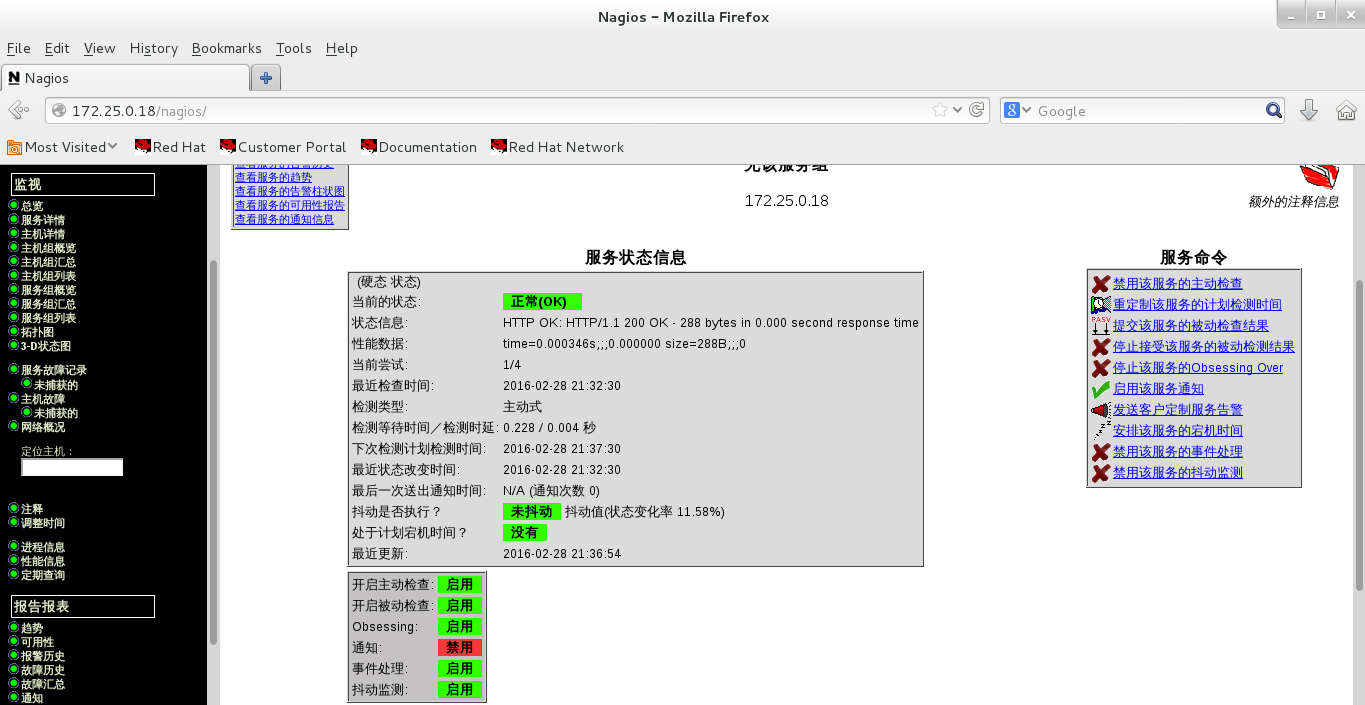 Nagios - Mozilla Firefox
File Edit View History Bookmarks Tools Help
Nagios
172.25.0.18/nagios/
Google
Most Visited Red Hat Customer Portal Documentation Red Hat Network
监视
总览
服务详情
主机详情
主机组概览
主机组汇总
主机组列表
服务组概览
服务组汇总
服务组列表
拓扑图
3-D状态图
服务故障记录
未捕获的
主机故障
未捕获的
网络概况
定位主机：
注释
调整时间
进程信息
性能信息
定期查询
报告报表
趋势
可用性
报警历史
故障历史
故障汇总
通知
查看服务的告警历史
查看服务的趋势
查看服务的告警柱状图
查看服务的可用性报告
查看服务的通知信息
无该服务组
172.25.0.18
额外的注释信息
服务状态信息
(硬态 状态)
当前的状态: 正常(OK)
状态信息: HTTP OK: HTTP/1.1 200 OK - 288 bytes in 0.000 second response time
性能数据: time=0.000346s;;;0.000000 size=288B;;;0
当前尝试: 1/4
最近检查时间: 2016-02-28 21:32:30
检测类型: 主动式
检测等待时间／检测时延: 0.228 / 0.004 秒
下次检测计划检测时间: 2016-02-28 21:37:30
最近状态改变时间: 2016-02-28 21:32:30
最后一次送出通知时间: N/A (通知次数 0)
抖动是否执行？ 未抖动 抖动值(状态变化率 11.58%)
处于计划宕机时间？ 没有
最近更新: 2016-02-28 21:36:54
开启主动检查: 启用
开启被动检查: 启用
Obsessing: 启用
通知: 禁用
事件处理: 启用
抖动监测: 启用
服务命令
禁用该服务的主动检查
重定制该服务的计划检测时间
PASV
提交该服务的被动检查结果
停止接受该服务的被动检测结果
停止该服务的Obsessing Over
启用该服务通知
发送客户定制服务告警
安排该服务的宕机时间
禁用该服务的事件处理
禁用该服务的抖动监测